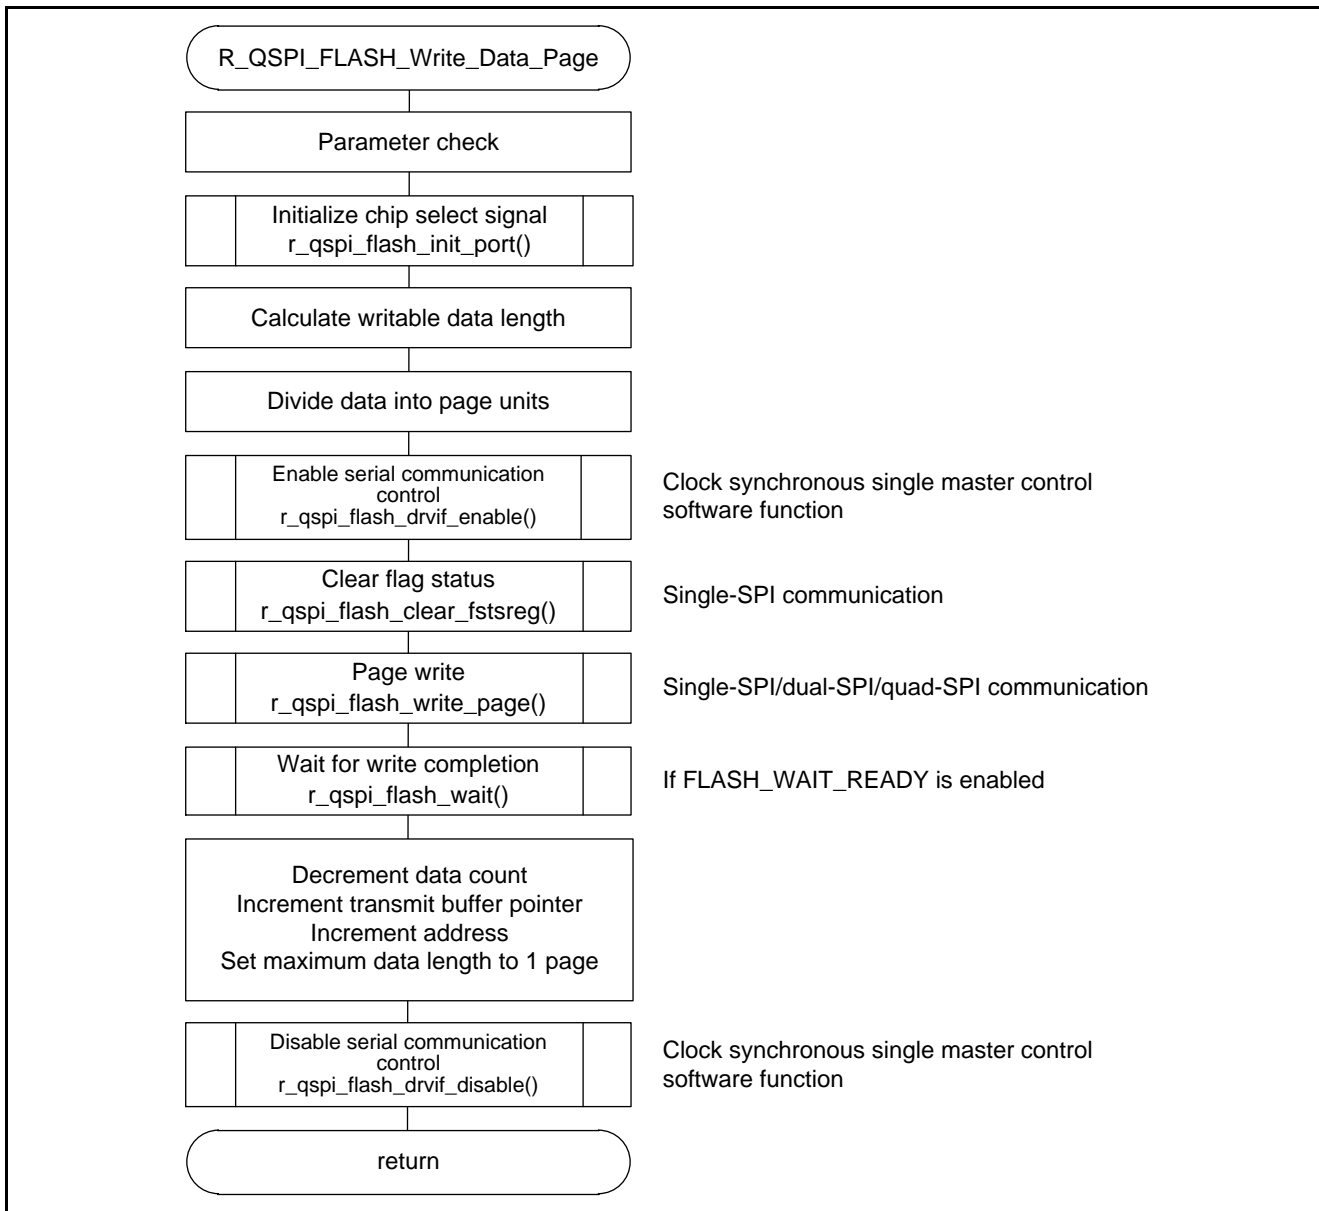 R_QSPI_FLASH_Write_Data_Page
Parameter check
Initialize chip select signal
r_qspi_flash_init_port()
Calculate writable data length
Divide data into page units
Enable serial communication
control
r_qspi_flash_drvif_enable()
Clock synchronous single master control
software function
Clear flag status
r_qspi_flash_clear_fstsreg()
Single-SPI communication
Page write
r_qspi_flash_write_page()
Single-SPI/dual-SPI/quad-SPI communication
Wait for write completion
r_qspi_flash_wait()
If FLASH_WAIT_READY is enabled
Decrement data count
Increment transmit buffer pointer
Increment address
Set maximum data length to 1 page
Disable serial communication
control
r_qspi_flash_drvif_disable()
Clock synchronous single master control
software function
return